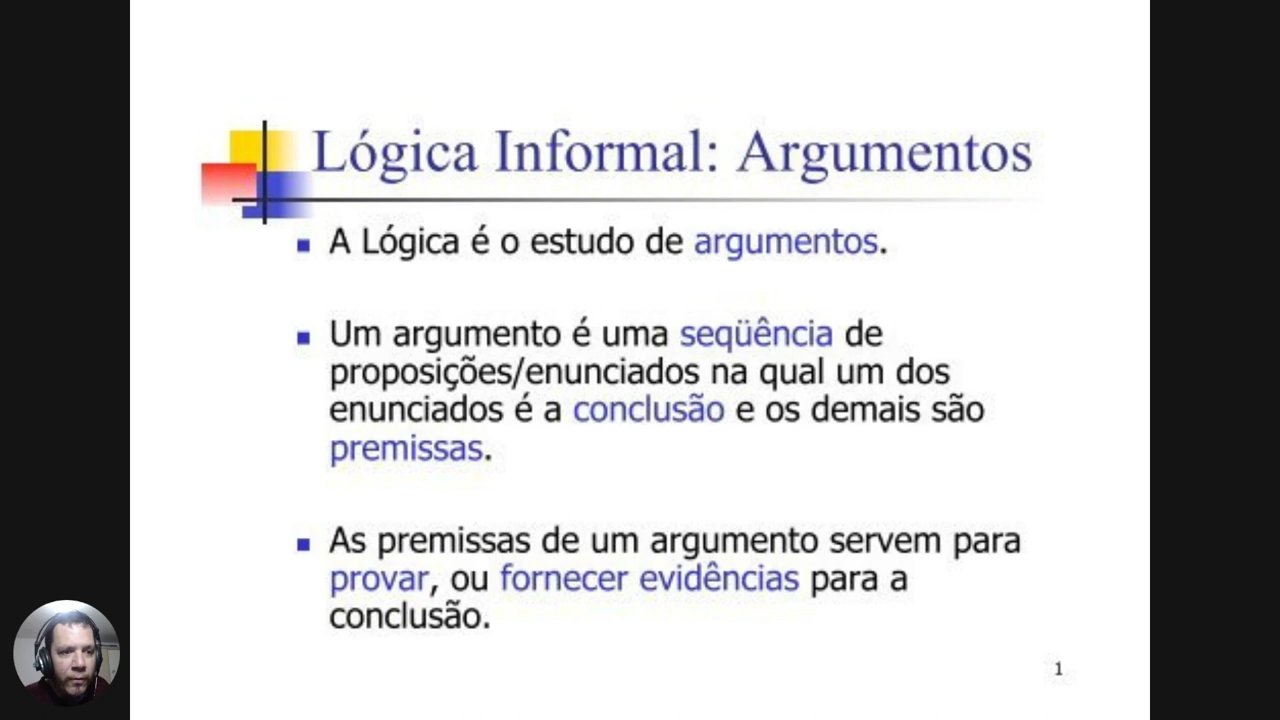 Lógica Informal: Argumentos
A Lógica é o estudo de argumentos.
Um argumento é uma seqüência de
proposições/enunciados na qual um dos
enunciados é a conclusão e os demais são
premissas.
As premissas de um argumento servem para
provar, ou fornecer evidências para a
conclusão.
1